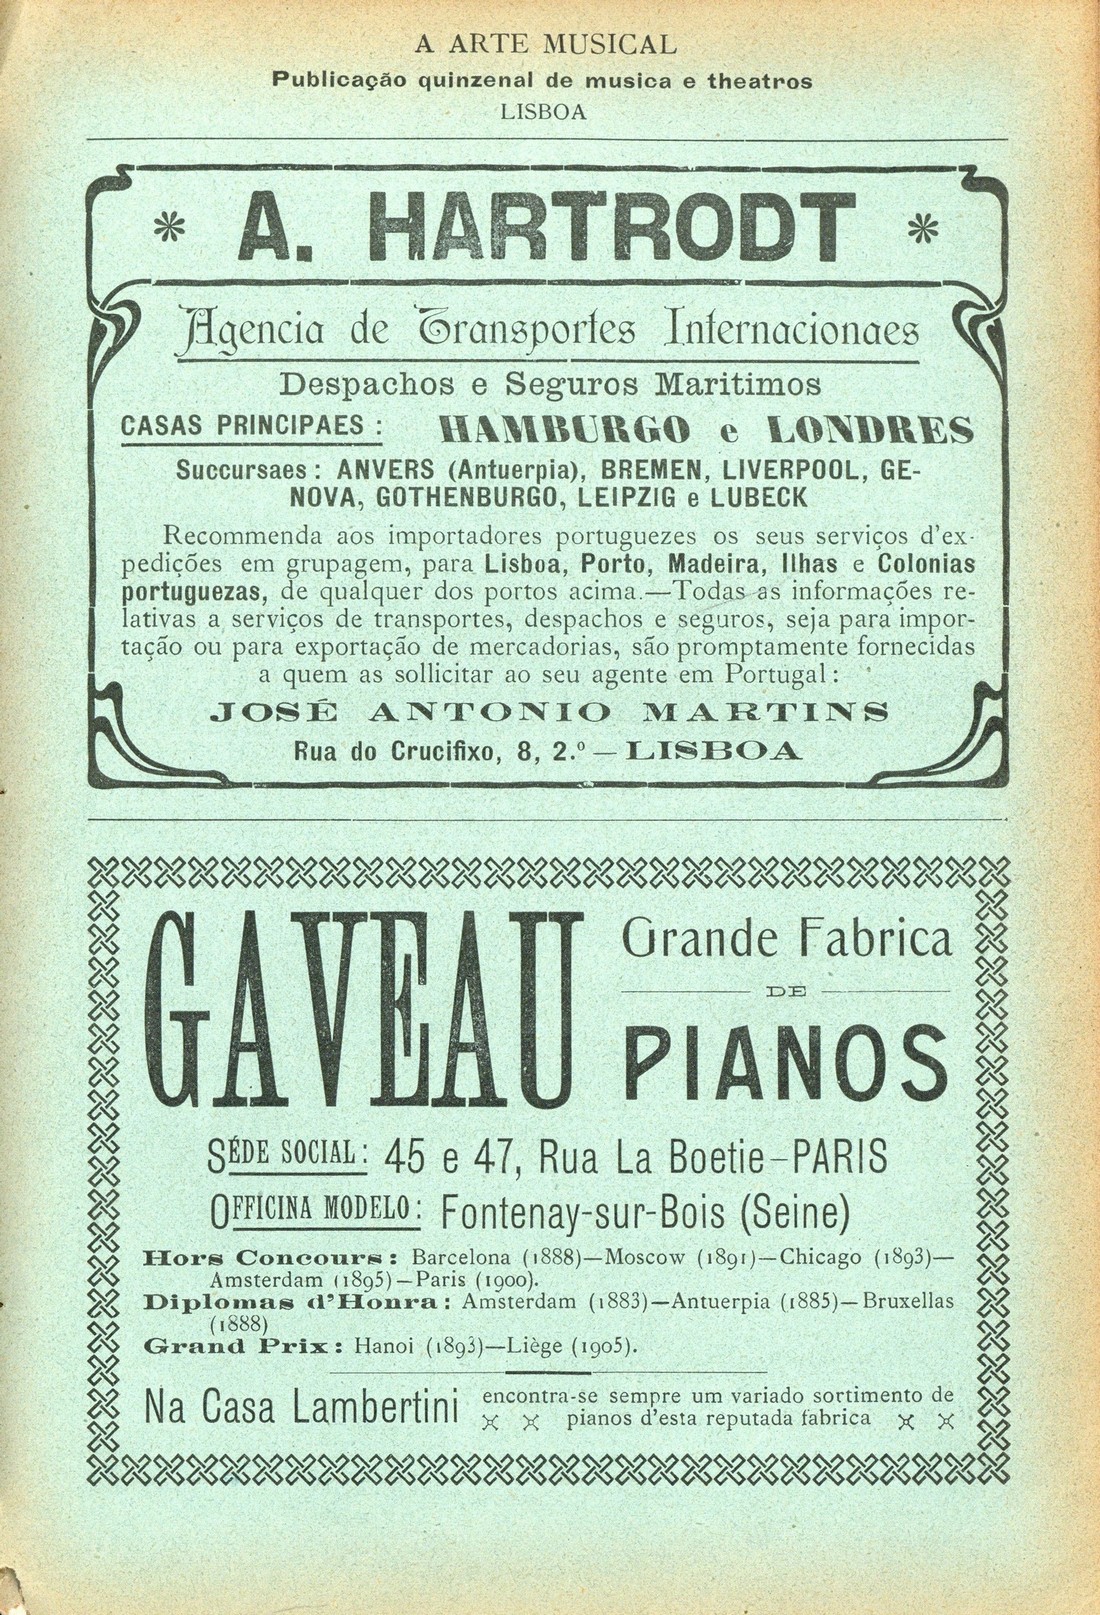 A ARTE MUSICAL
Publicação quinzenal de musica e theatros
LISBOA
A. HARTRODT
Agencia de Transportes Internacionaes
Despachos e Seguros Maritimos
CASAS PRINCIPAES: HAMBURGO e LONDRES
Succursaes: ANVERS (Antuerpia), BREMEN, LIVERPOOL, GE-
NOVA, GOTHENBURGO, LEIPZIG e LUBECK
Recommenda aos importadores portuguezes os seus serviços d'ex-
pedições em grupagem, para Lisboa, Porto, Madeira, Ilhas e Colonias
portuguezas, de qualquer dos portos acima.—Todas as informações re-
lativas a serviços de transportes, despachos e seguros, seja para impor-
tação ou para exportação de mercadorias, são promptamente fornecidas
a quem as sollicitar ao seu agente em Portugal:
JOSÉ ANTONIO MARTINS
Rua do Crucifixo, 8, 2.º — LISBOA
GAVEAU
Grande Fabrica
DE
PIANOS
SÉDE SOCIAL: 45 e 47, Rua La Boetie-PARIS
OFFICINA MODELO: Fontenay-sur-Bois (Seine)
Hors Concours: Barcelona (1888)—Moscow (1891)—Chicago (1893)—
Amsterdam (1895)—Paris (1900).
Diplomas d'Honra: Amsterdam (1883)—Antuerpia (1885)—Bruxellas
(1888)
Grand Prix: Hanoi (1893)—Liège (1905).
Na Casa Lambertini encontra-se sempre um variado sortimento de
pianos d'esta reputada fabrica